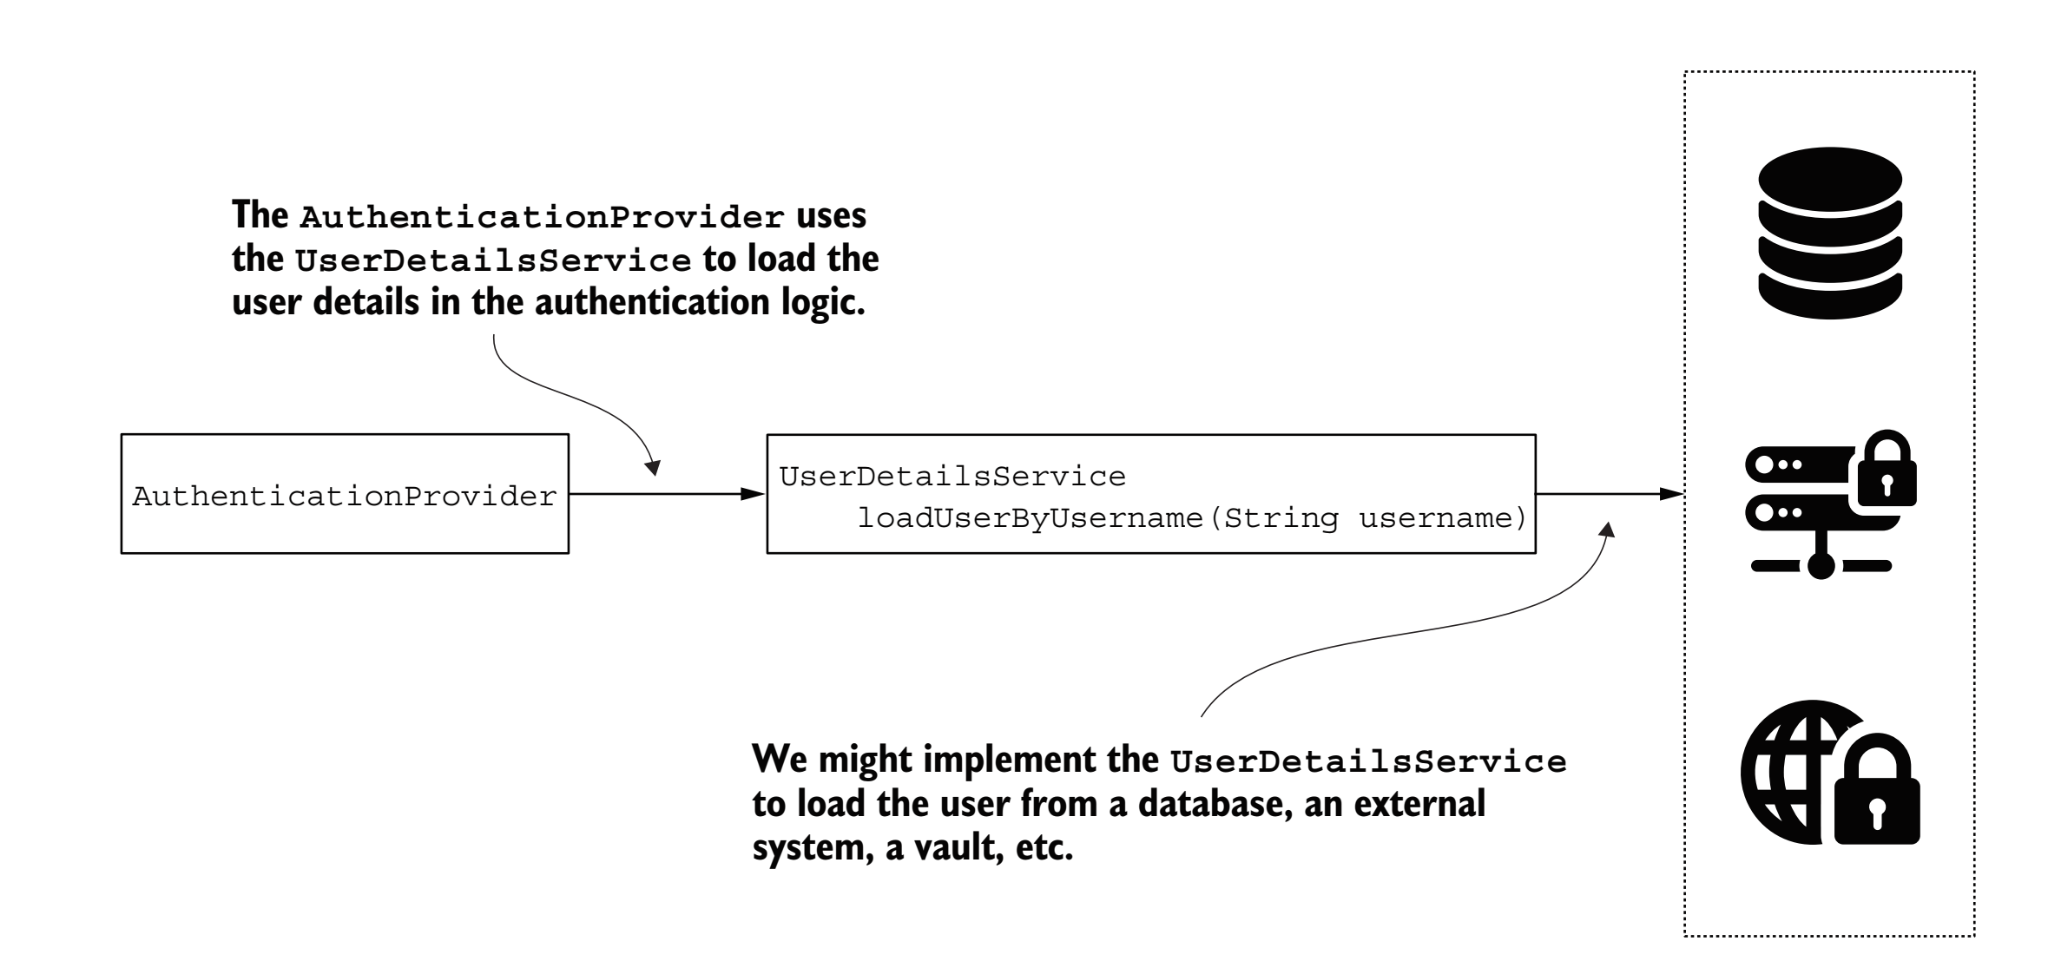 The AuthenticationProvider uses
the UserDetailsService to load the
user details in the authentication logic.
AuthenticationProvider
UserDetailsService
loadUserByUsername(String username)
We might implement the UserDetailsService
to load the user from a database, an external
system, a vault, etc.